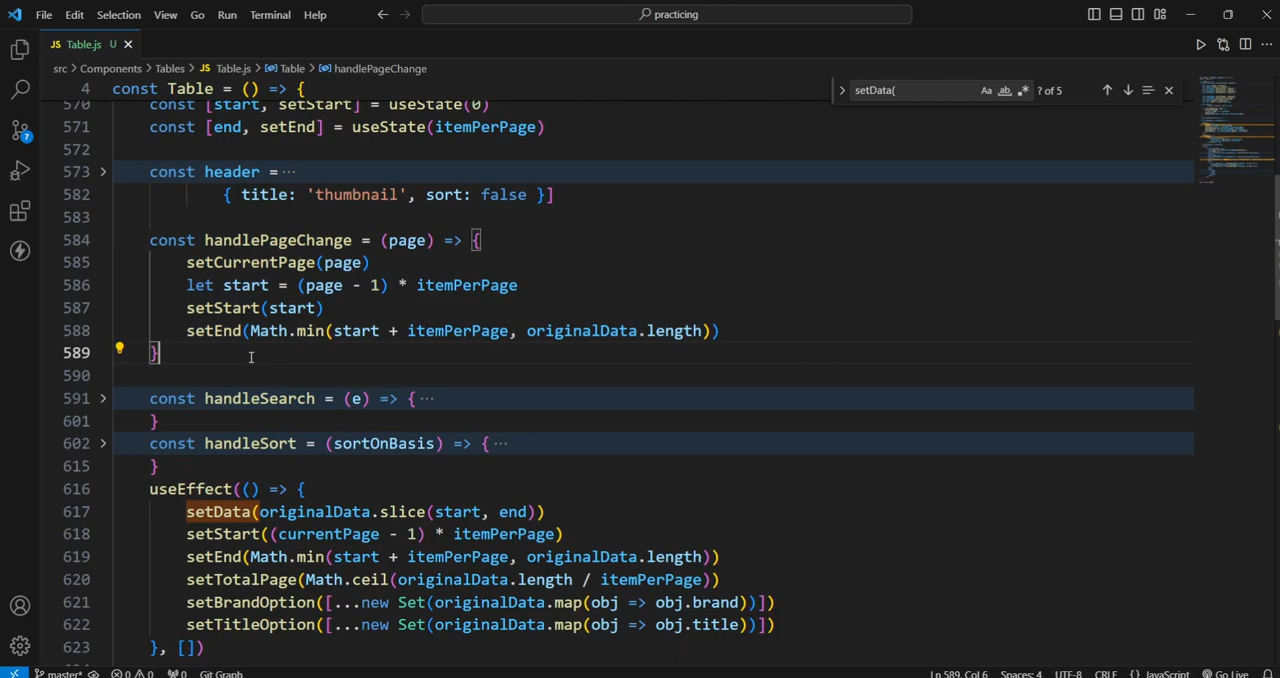 File Edit Selection View Go Run Terminal Help practicing
JS Table.js U
src > Components > Tables > JS Table.js > Table > handlePageChange
4 const Table = () => {
setData( Aa ab .* ? of 5
570 const [start, setStart] = useState(0)
571 const [end, setEnd] = useState(itemPerPage)
572
573 const header = ...
582 { title: 'thumbnail', sort: false }]
583
584 const handlePageChange = (page) => {
585 setCurrentPage(page)
586 let start = (page - 1) * itemPerPage
587 setStart(start)
588 setEnd(Math.min(start + itemPerPage, originalData.length))
589 }
590
591 const handleSearch = (e) => { ...
601 }
602 const handleSort = (sortOnBasis) => { ...
615 }
616 useEffect(() => {
617 setData(originalData.slice(start, end))
618 setStart((currentPage - 1) * itemPerPage)
619 setEnd(Math.min(start + itemPerPage, originalData.length))
620 setTotalPage(Math.ceil(originalData.length / itemPerPage))
621 setBrandOption([...new Set(originalData.map(obj => obj.brand))])
622 setTitleOption([...new Set(originalData.map(obj => obj.title))])
623 }, [])
7
master* 0 0 0 Git Graph Ln 589, Col 6 Spaces: 4 UTF-8 CRLF {} JavaScript Go Live